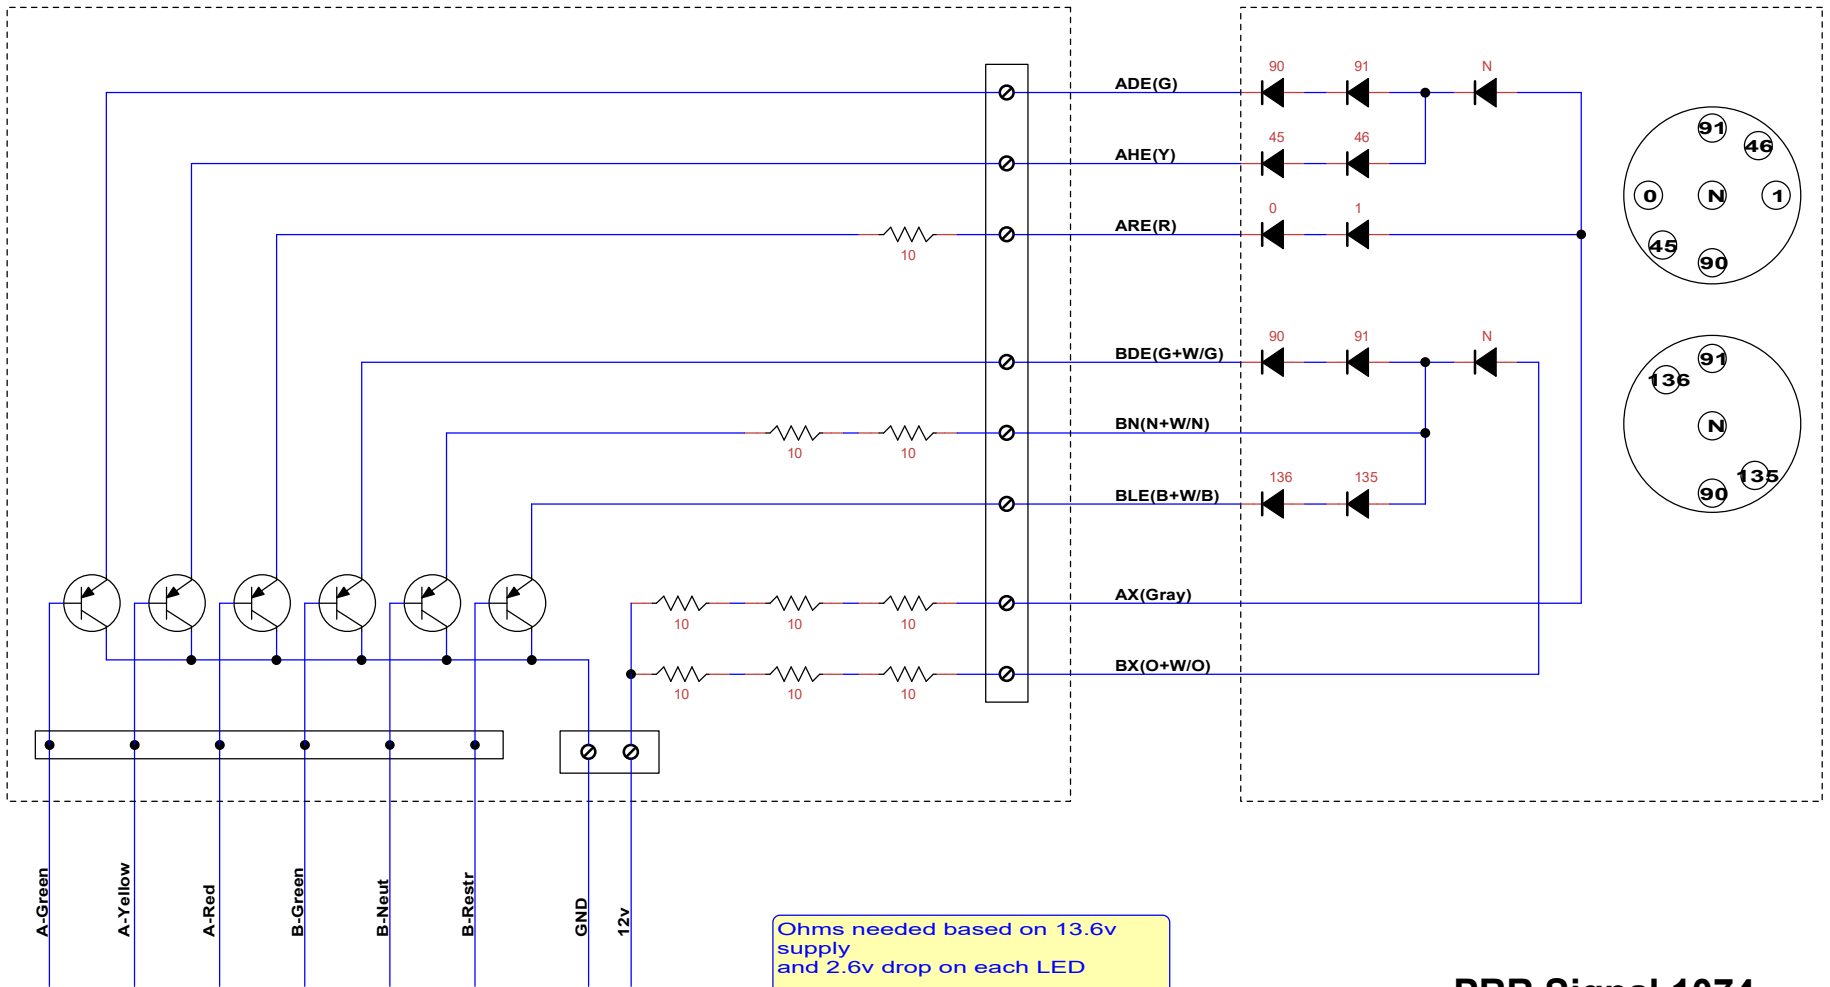 90 91 N
ADE(G)
45 46
AHE(Y)
0 1
ARE(R)
10
91
46
0 N 1
45
90
90 91 N
BDE(G+W/G)
BN(N+W/N)
10 10
136 135
BLE(B+W/B)
91
136
N
135
90
AX(Gray)
10 10 10
BX(O+W/O)
10 10 10
A-Green
A-Yellow
A-Red
B-Green
B-Neut
B-Restr
GND
12v
Ohms needed based on 13.6v
supply
and 2.6v drop on each LED
PRR Signal 1074